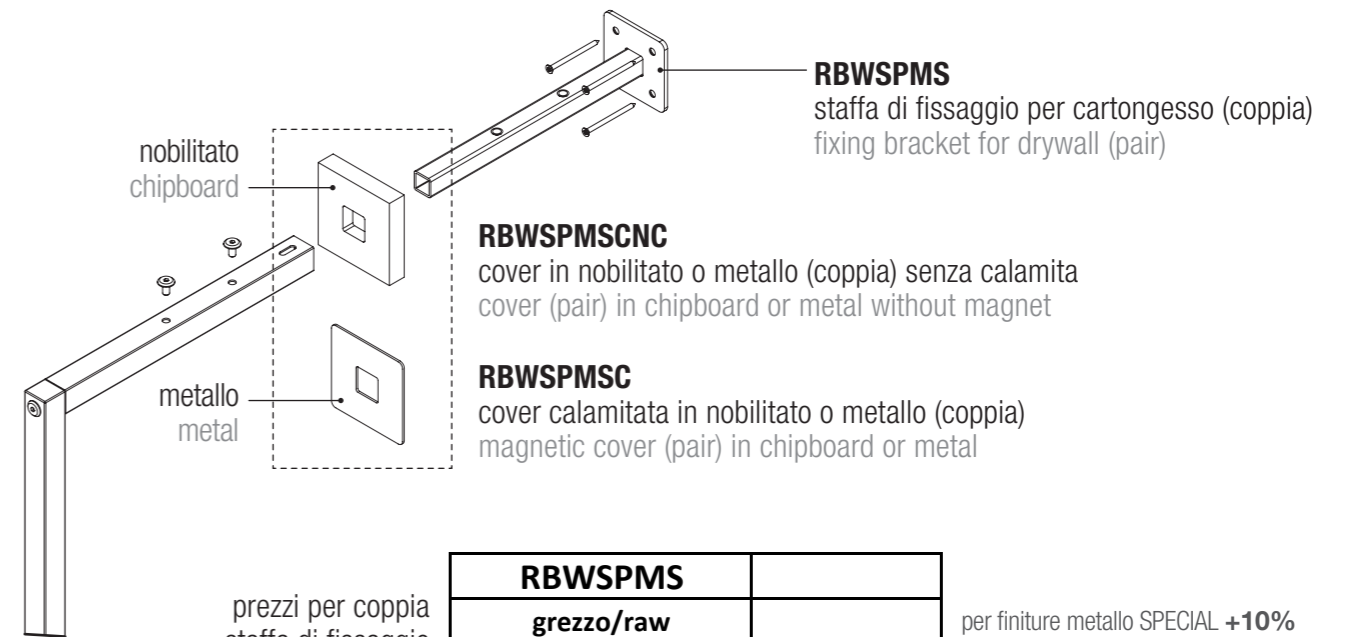 RBWSPMS
staffa di fissaggio per cartongesso (coppia)
fixing bracket for drywall (pair)
nobilitato
chipboard
RBWSPMSCNC
cover in nobilitato o metallo (coppia) senza calamita
cover (pair) in chipboard or metal without magnet
RBWSPMSC
cover calamitata in nobilitato o metallo (coppia)
magnetic cover (pair) in chipboard or metal
metallo
metal
prezzi per coppia
staffa di fissaggio
RBWSPMS
grezzo/raw
per finiture metallo SPECIAL +10%